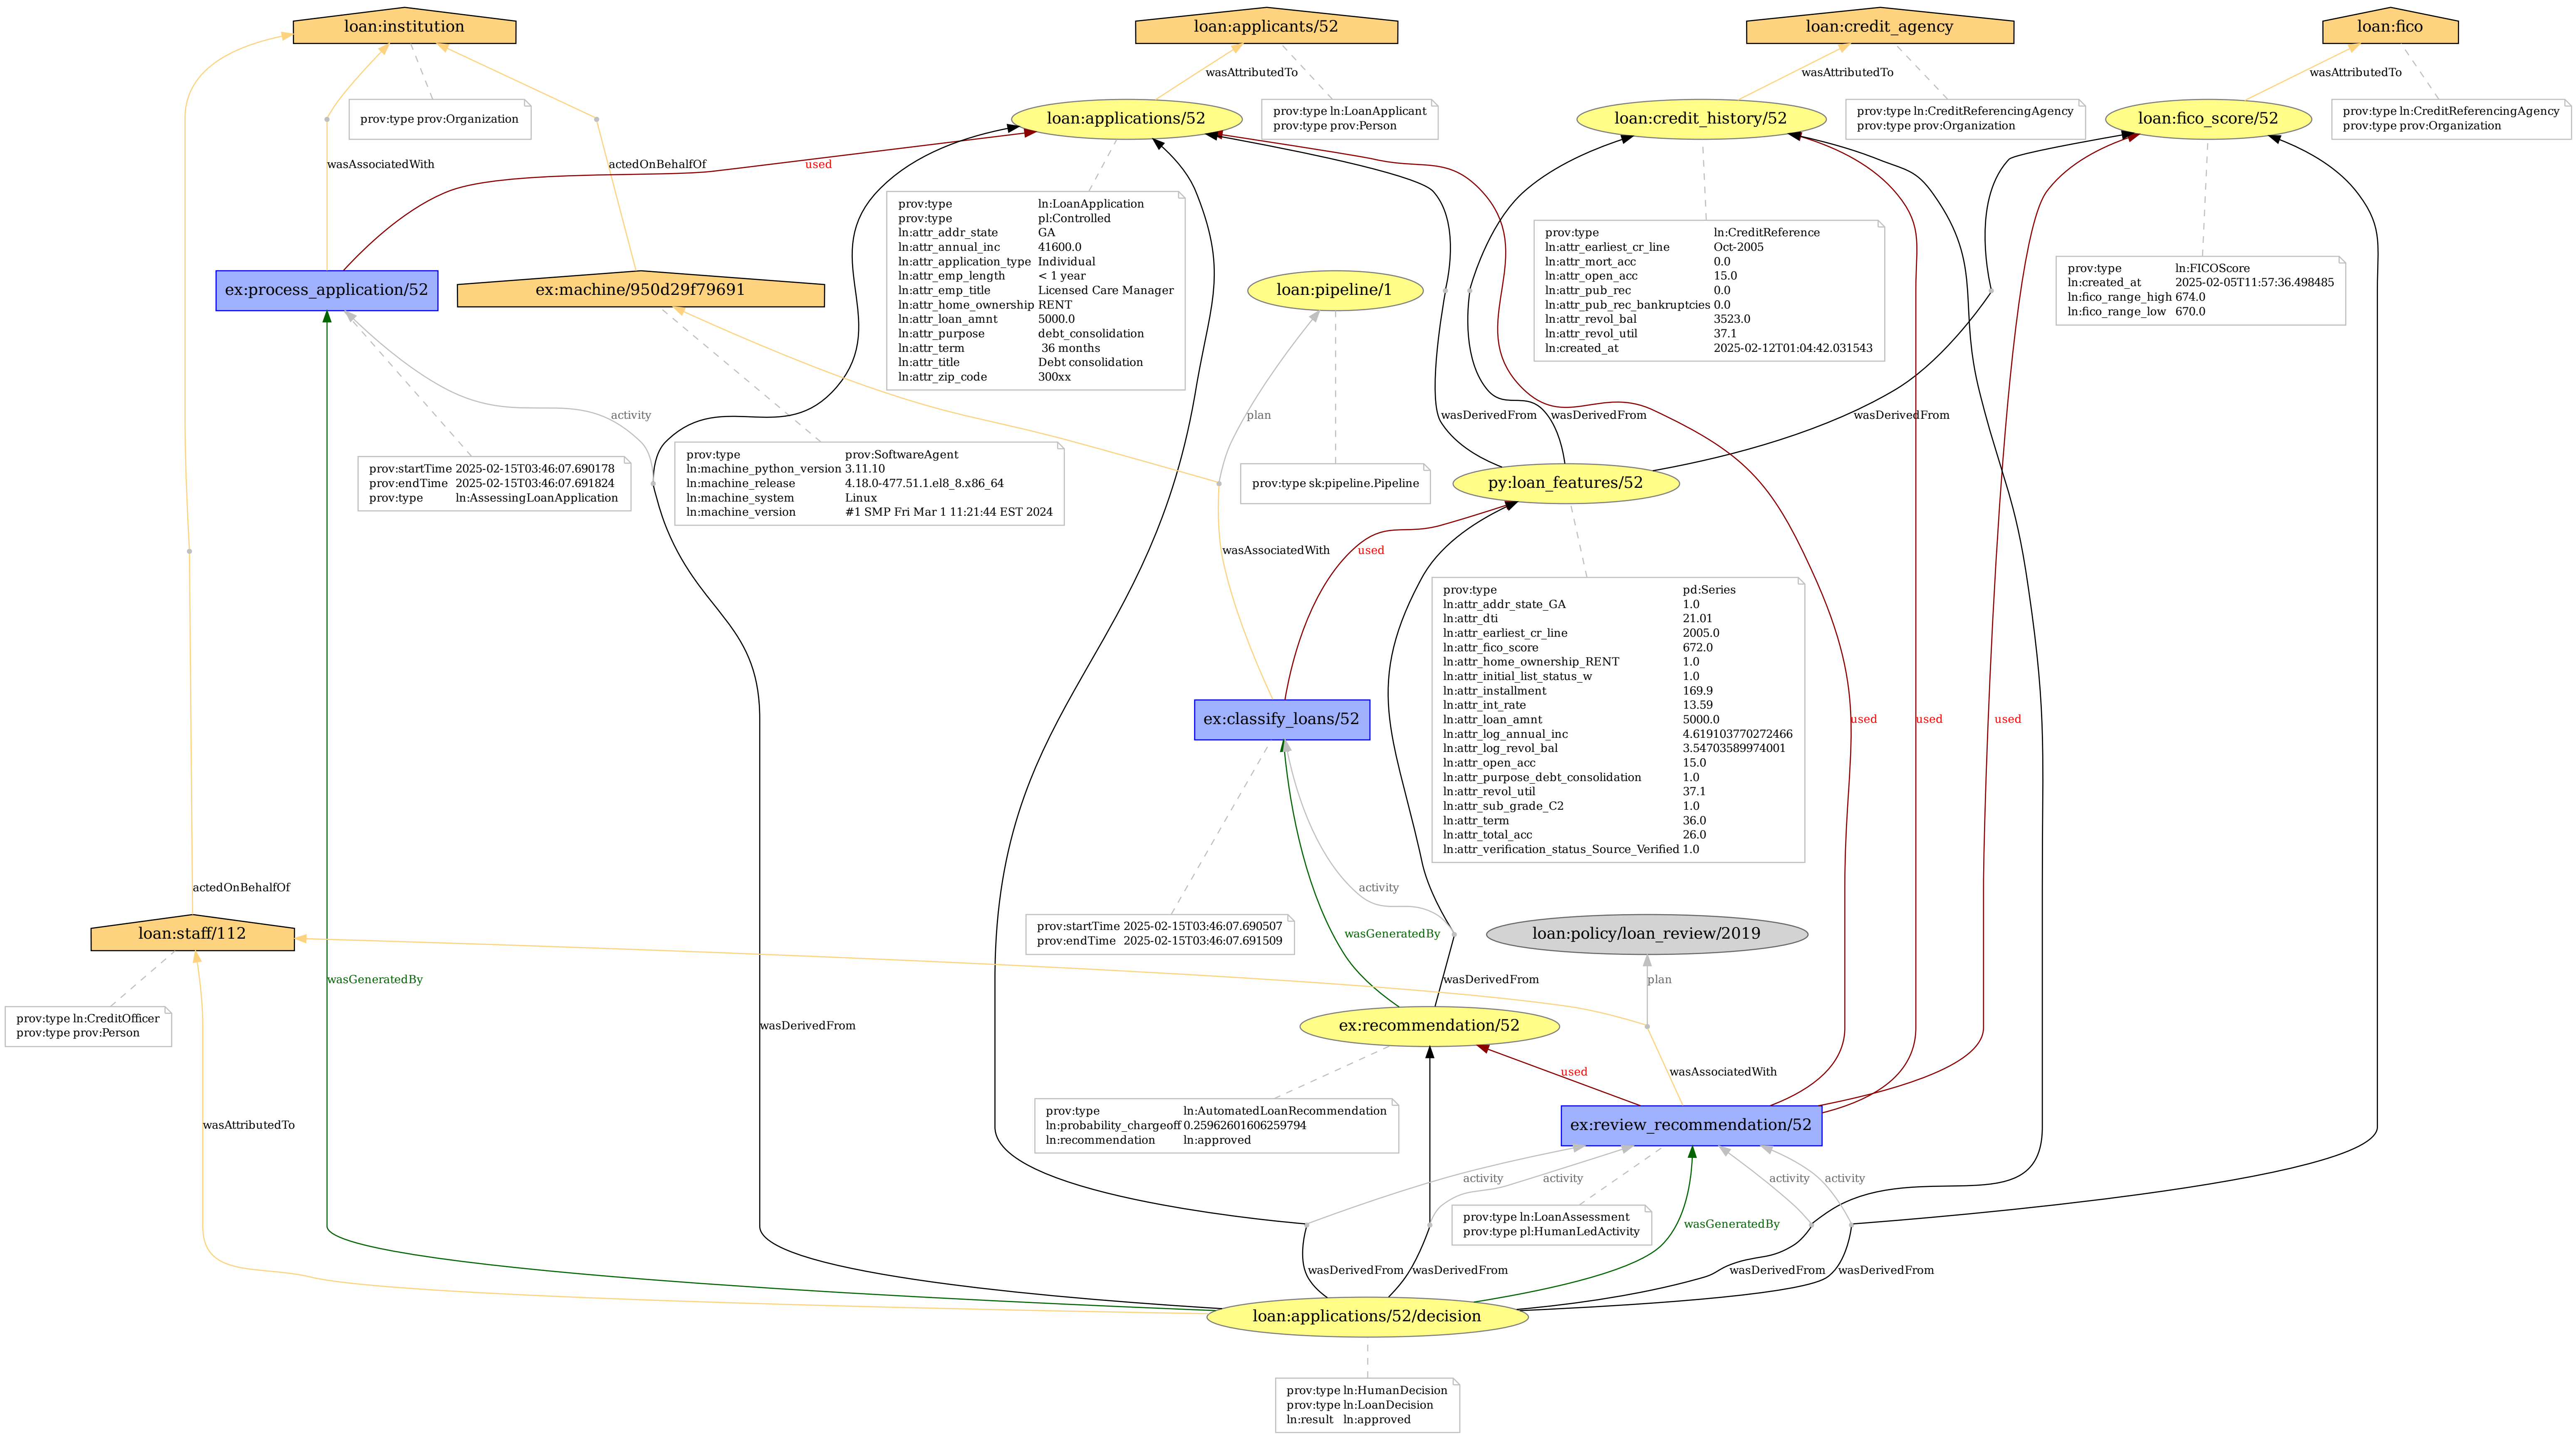 loan:institution
loan:applicants/52
loan:credit_agency
loan:fico
wasAttributedTo
wasAttributedTo
wasAttributedTo
prov:type prov:Organization
loan:applications/52
prov:type ln:LoanApplicant
prov:type prov:Person
loan:credit_history/52
prov:type ln:CreditReferencingAgency
prov:type prov:Organization
loan:fico_score/52
prov:type ln:CreditReferencingAgency
prov:type prov:Organization
wasAssociatedWith
actedOnBehalfOf
used
prov:type ln:LoanApplication
prov:type pl:Controlled
ln:attr_addr_state GA
ln:attr_annual_inc 41600.0
ln:attr_application_type Individual
ln:attr_emp_length < 1 year
ln:attr_emp_title Licensed Care Manager
ln:attr_home_ownership RENT
ln:attr_loan_amnt 5000.0
ln:attr_purpose debt_consolidation
ln:attr_term 36 months
ln:attr_title Debt consolidation
ln:attr_zip_code 300xx
prov:type ln:CreditReference
ln:attr_earliest_cr_line Oct-2005
ln:attr_mort_acc 0.0
ln:attr_open_acc 15.0
ln:attr_pub_rec 0.0
ln:attr_pub_rec_bankruptcies 0.0
ln:attr_revol_bal 3523.0
ln:attr_revol_util 37.1
ln:created_at 2025-02-12T01:04:42.031543
prov:type ln:FICOScore
ln:created_at 2025-02-05T11:57:36.498485
ln:fico_range_high 674.0
ln:fico_range_low 670.0
ex:process_application/52
ex:machine/950d29f79691
loan:pipeline/1
activity
plan
wasDerivedFrom
wasDerivedFrom
wasDerivedFrom
prov:startTime 2025-02-15T03:46:07.690178
prov:endTime 2025-02-15T03:46:07.691824
prov:type ln:AssessingLoanApplication
prov:type prov:SoftwareAgent
ln:machine_python_version 3.11.10
ln:machine_release 4.18.0-477.51.1.el8_8.x86_64
ln:machine_system Linux
ln:machine_version #1 SMP Fri Mar 1 11:21:44 EST 2024
prov:type sk:pipeline.Pipeline
py:loan_features/52
wasAssociatedWith
used
prov:type pd:Series
ln:attr_addr_state_GA 1.0
ln:attr_dti 21.01
ln:attr_earliest_cr_line 2005.0
ln:attr_fico_score 672.0
ln:attr_home_ownership_RENT 1.0
ln:attr_initial_list_status_w 1.0
ln:attr_installment 169.9
ln:attr_int_rate 13.59
ln:attr_loan_amnt 5000.0
ln:attr_log_annual_inc 4.619103770272466
ln:attr_log_revol_bal 3.54703589974001
ln:attr_open_acc 15.0
ln:attr_purpose_debt_consolidation 1.0
ln:attr_revol_util 37.1
ln:attr_sub_grade_C2 1.0
ln:attr_term 36.0
ln:attr_total_acc 26.0
ln:attr_verification_status_Source_Verified 1.0
ex:classify_loans/52
used
used
used
actedOnBehalfOf
activity
loan:staff/112
prov:startTime 2025-02-15T03:46:07.690507
prov:endTime 2025-02-15T03:46:07.691509
wasGeneratedBy
loan:policy/loan_review/2019
wasGeneratedBy
wasDerivedFrom
plan
prov:type ln:CreditOfficer
prov:type prov:Person
wasDerivedFrom
ex:recommendation/52
used
wasAssociatedWith
prov:type ln:AutomatedLoanRecommendation
ln:probability_chargeoff 0.25962601606259794
ln:recommendation ln:approved
wasAttributedTo
ex:review_recommendation/52
activity
activity
activity
activity
prov:type ln:LoanAssessment
prov:type pl:HumanLedActivity
wasGeneratedBy
wasDerivedFrom
wasDerivedFrom
wasDerivedFrom
wasDerivedFrom
loan:applications/52/decision
prov:type ln:HumanDecision
prov:type ln:LoanDecision
ln:result ln:approved